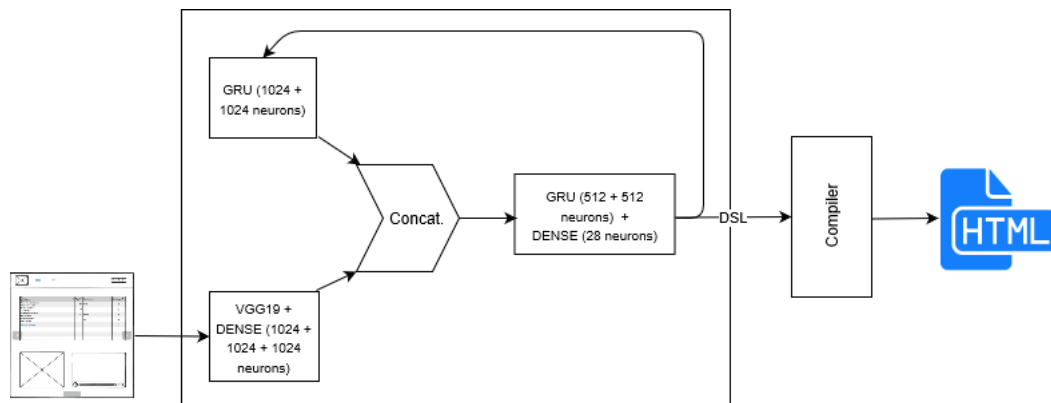 GRU (1024 +
1024 neurons)
Concat.
GRU (512 + 512
neurons) +
DENSE (28 neurons)
DSL
Compiler
HTML
VGG19 +
DENSE (1024 +
1024 + 1024
neurons)